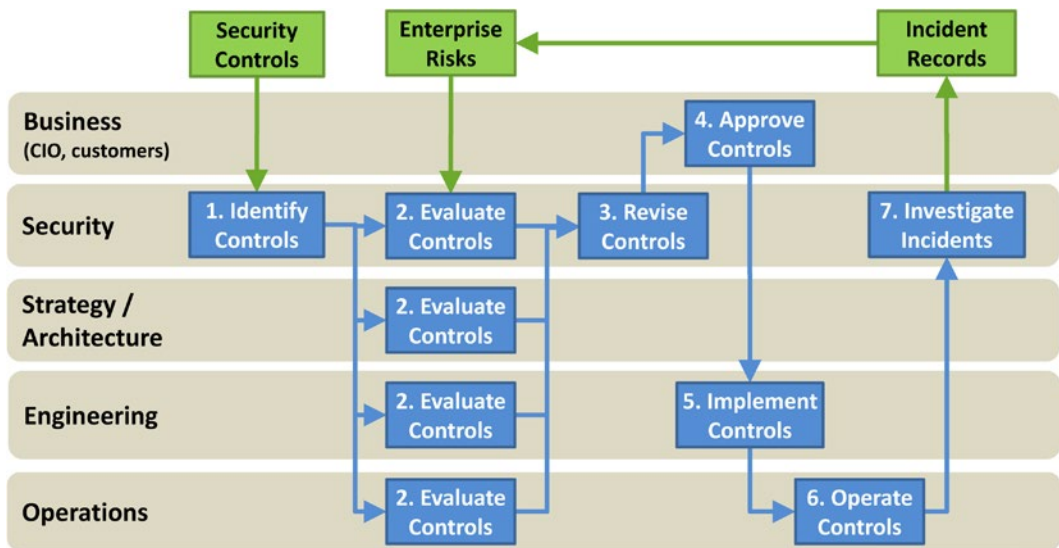 Security
Controls
Enterprise
Risks
Incident
Records
Business
(CIO, customers)
4. Approve
Controls
Security
1. Identify
Controls
2. Evaluate
Controls
3. Revise
Controls
7. Investigate
Incidents
Strategy /
Architecture
2. Evaluate
Controls
Engineering
2. Evaluate
Controls
5. Implement
Controls
Operations
2. Evaluate
Controls
6. Operate
Controls